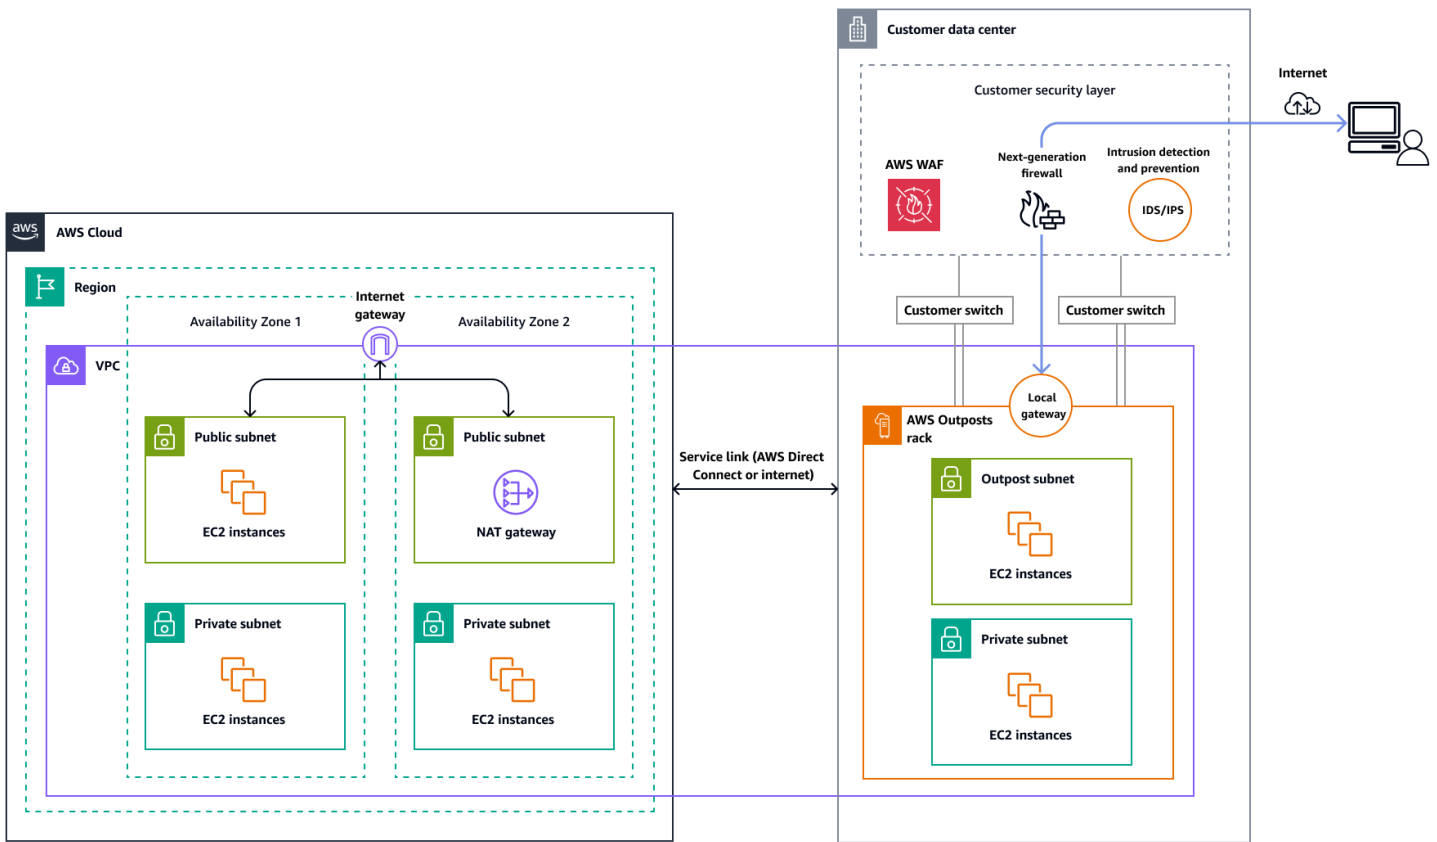 Customer data center
Customer security layer
Internet
AWS WAF
Next-generation
firewall
Intrusion detection
and prevention
IDS/IPS
aws
AWS Cloud
Region
Internet
gateway
Availability Zone 1
Availability Zone 2
Customer switch
Customer switch
VPC
Local
gateway
AWS Outposts
rack
Public subnet
EC2 instances
Public subnet
NAT gateway
Service link (AWS Direct
Connect or internet)
Outpost subnet
EC2 instances
Private subnet
EC2 instances
Private subnet
EC2 instances
Private subnet
EC2 instances